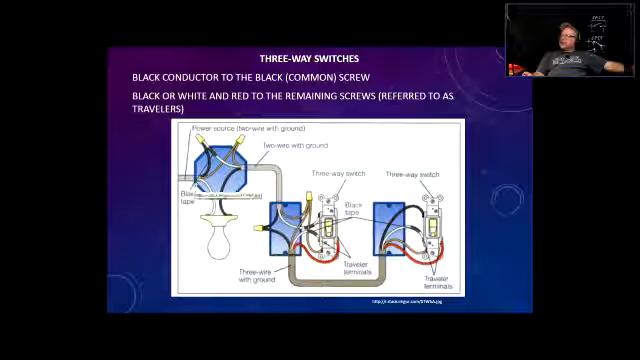 THREE-WAY SWITCHES
BLACK CONDUCTOR TO THE BLACK (COMMON) SCREW
BLACK OR WHITE AND RED TO THE REMAINING SCREWS (REFERRED TO AS
TRAVELERS)
Power source (two-wire with ground)
Two-wire with ground
Three-way switch
Three-way switch
Black
tape
Black
tape
Three-wire
with ground
Traveler
terminals
Traveler
terminals